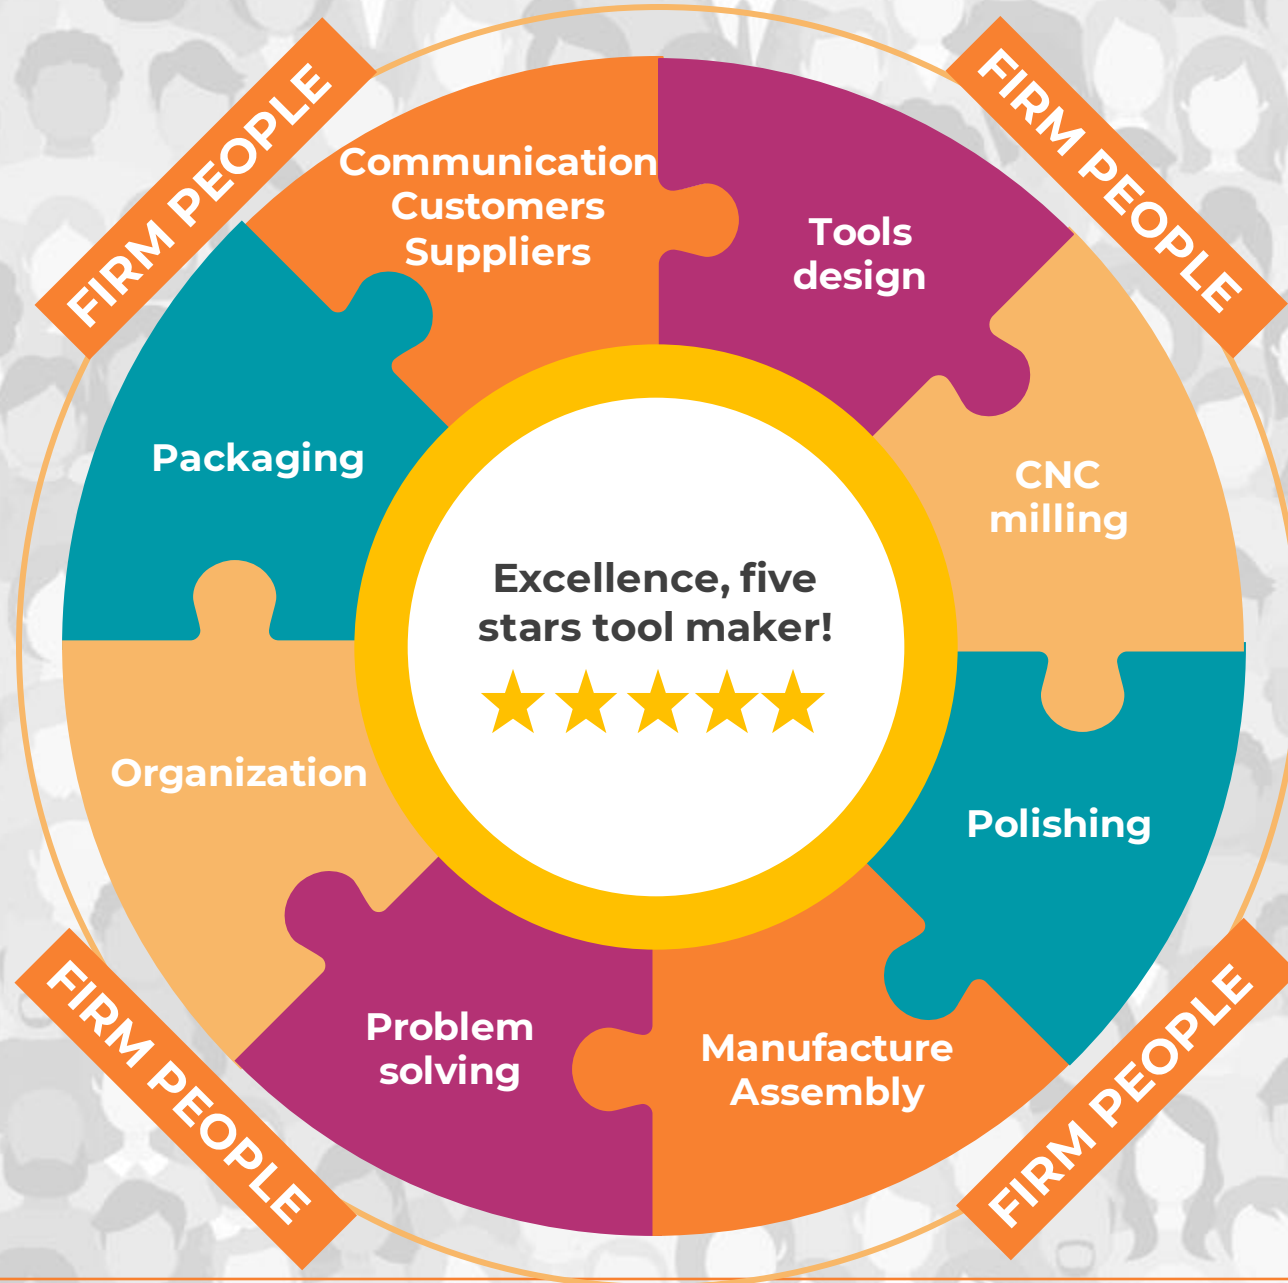 FIRM PEOPLE
FIRM PEOPLE
Communication
Customers
Suppliers
Tools
design
CNC
milling
Polishing
Manufacture
Assembly
Problem
solving
Organization
Packaging
Excellence, five
stars tool maker!
FIRM PEOPLE
FIRM PEOPLE